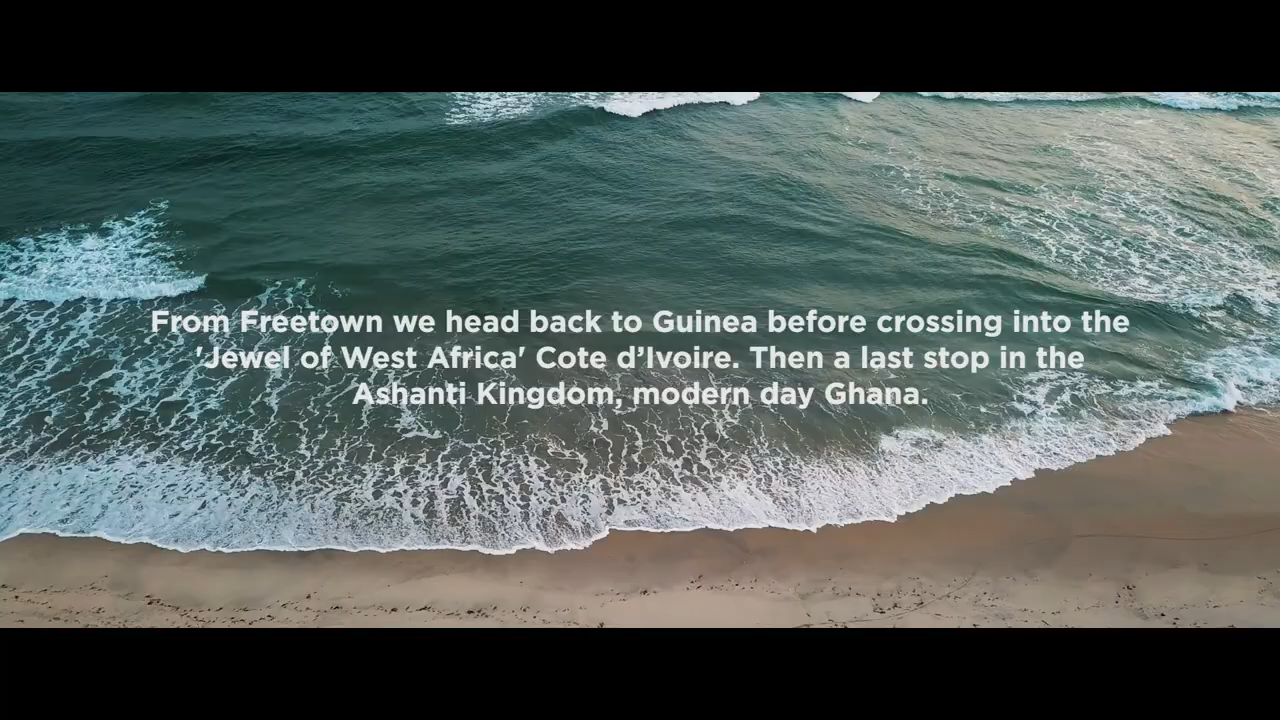 From Freetown we head back to Guinea before crossing into the
'Jewel of West Africa' Cote d’Ivoire. Then a last stop in the
Ashanti Kingdom, modern day Ghana.